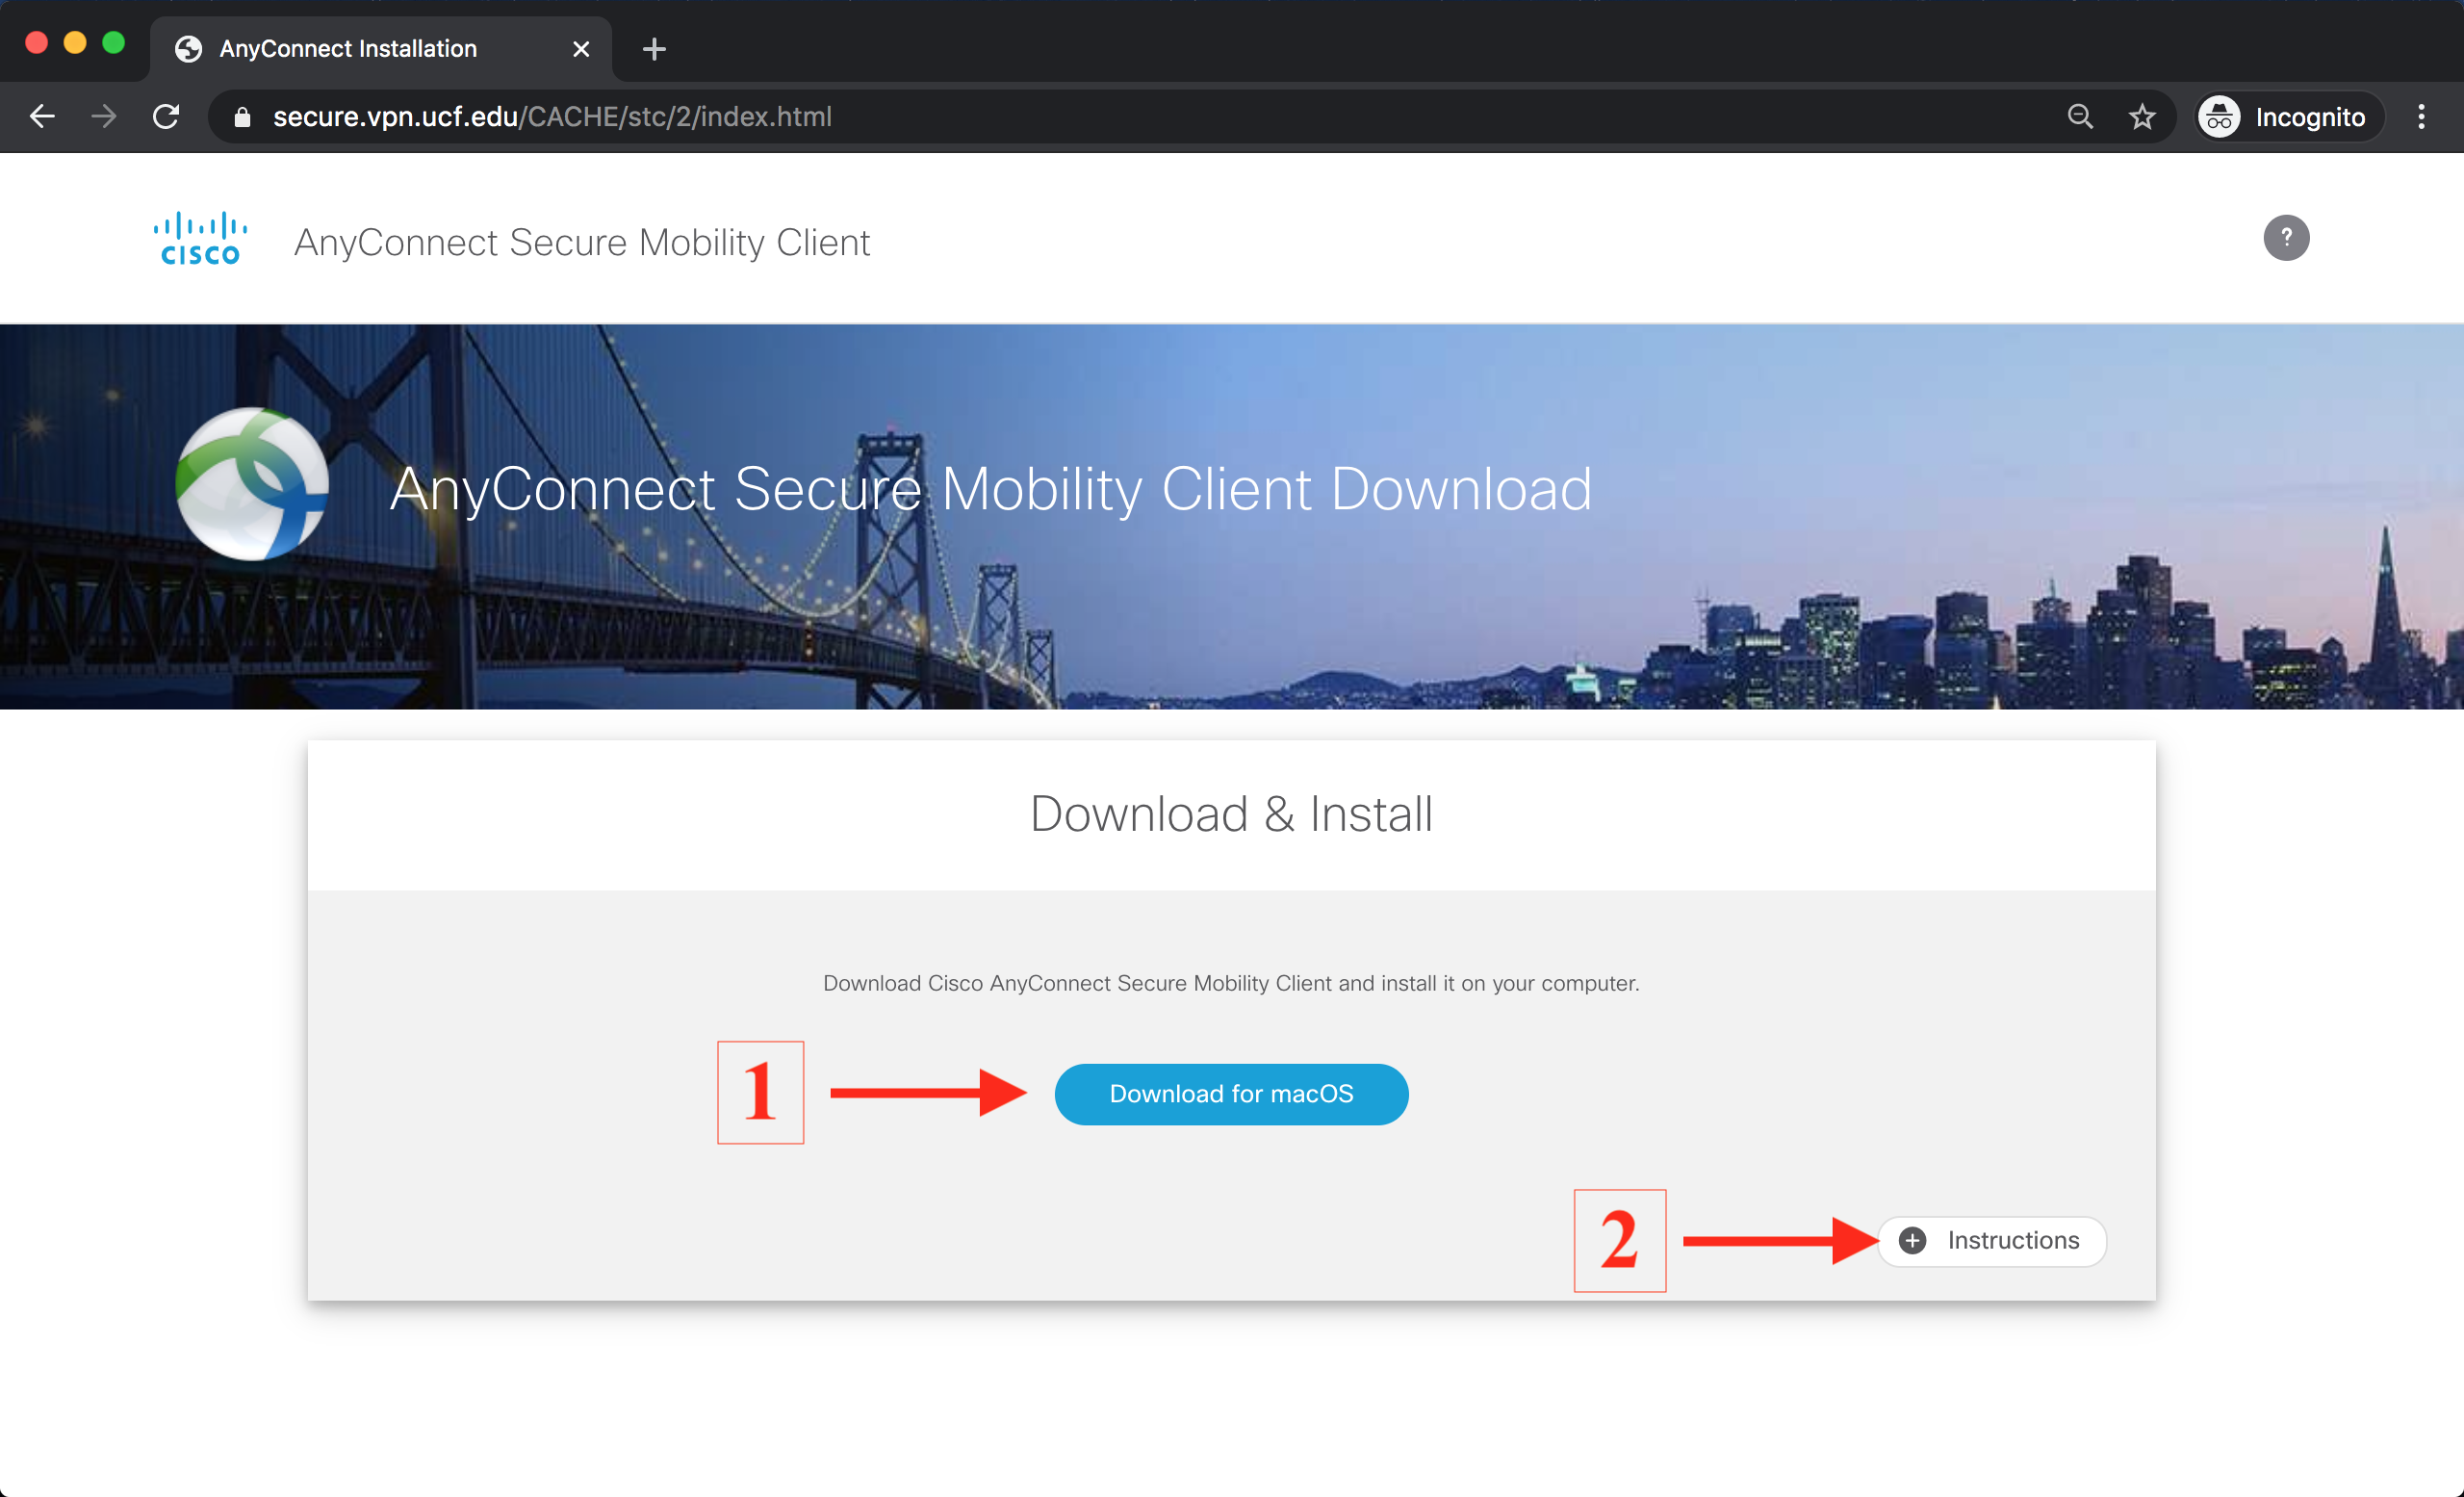 AnyConnect Installation
secure.vpn.ucf.edu/CACHE/stc/2/index.html
Incognito
CISCO
AnyConnect Secure Mobility Client
?
AnyConnect Secure Mobility Client Download
Download & Install
Download Cisco AnyConnect Secure Mobility Client and install it on your computer.
1
Download for macOS
2
Instructions